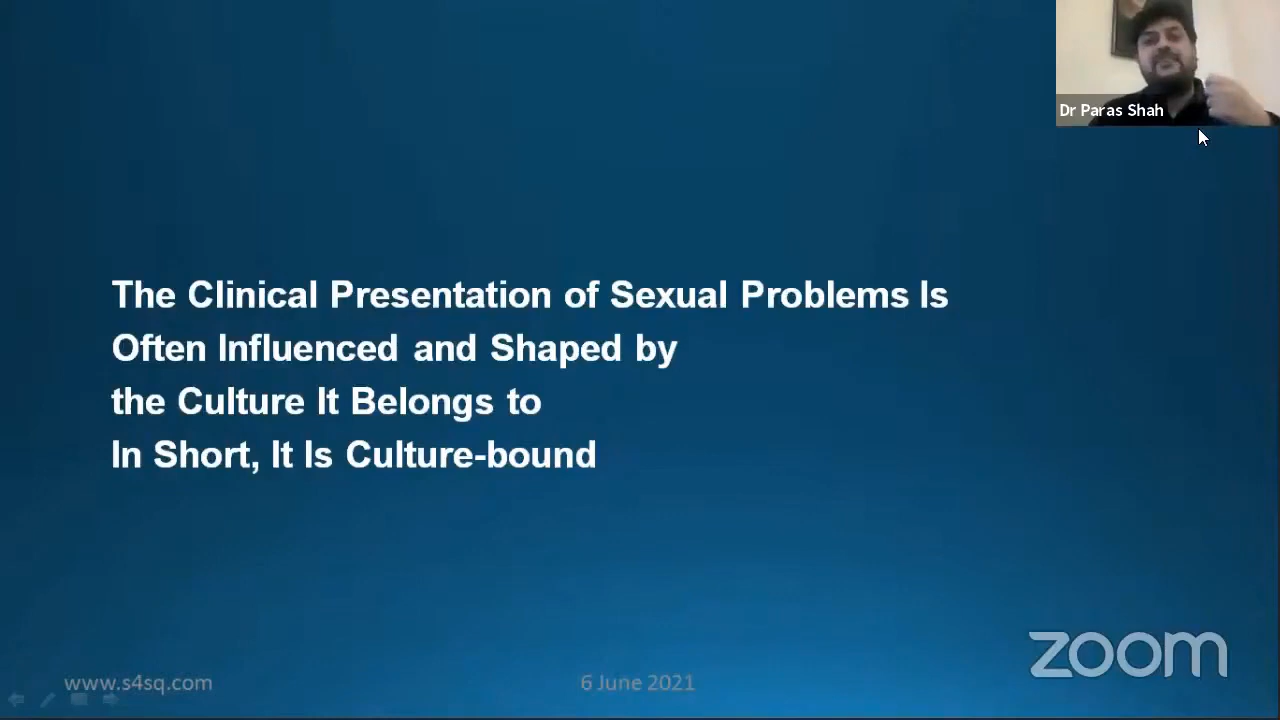 Dr Paras Shah
The Clinical Presentation of Sexual Problems Is
Often Influenced and Shaped by
the Culture It Belongs to
In Short, It Is Culture-bound
zoom
www.s4sq.com
6 June 2021